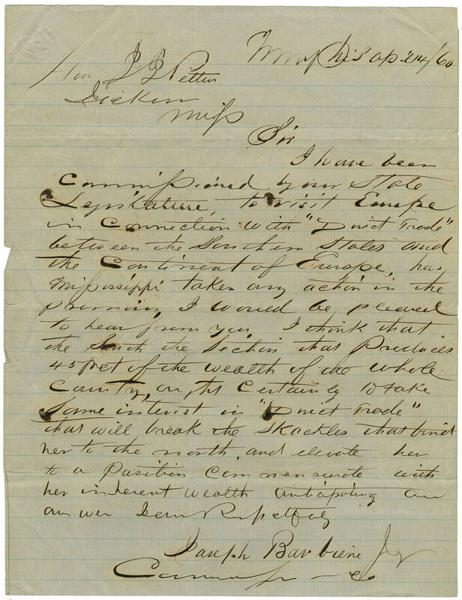 Memphis Ap 24/60
Hon J J Pettus
Jackson
Miss
Sir
I have been
Commissioned by our State
Legislature, to visit Europe
in Connection with "Direct Trade"
between the Southern States and
the Continent of Europe, has
Mississippi taken any action in the
premises, I would be pleased
to hear from you. I think that
the South the Section that produces
45 pct of the wealth of the whole
Country, ought Certainly to take
Some interest in "Direct Trade"
that will break the Shackles that bind
her to the north, and elevate her
to a Position commensurate with
her inherent wealth anticipating an
answer I am Respetfully
Joseph Barbiere Jr